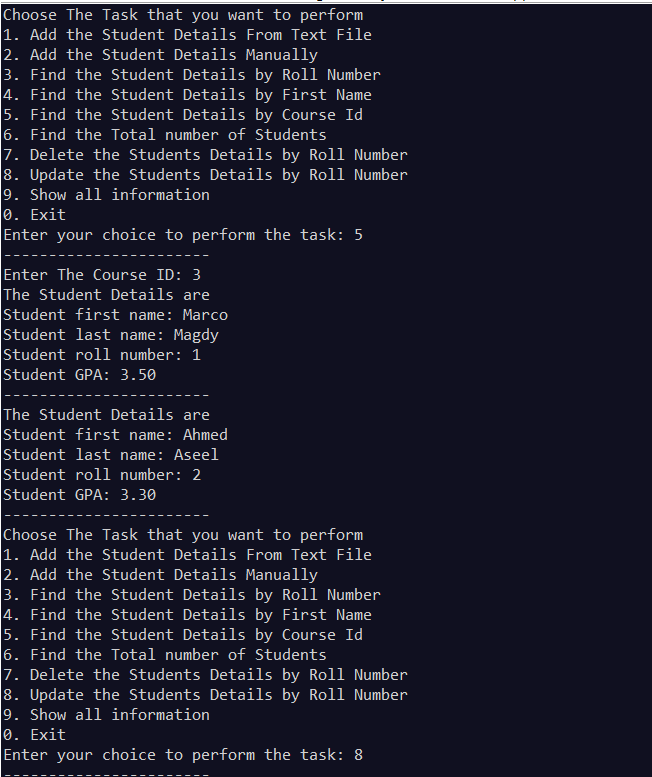 Choose The Task that you want to perform
1. Add the Student Details From Text File
2. Add the Student Details Manually
3. Find the Student Details by Roll Number
4. Find the Student Details by First Name
5. Find the Student Details by Course Id
6. Find the Total number of Students
7. Delete the Students Details by Roll Number
8. Update the Students Details by Roll Number
9. Show all information
0. Exit
Enter your choice to perform the task: 5
-----------------------
Enter The Course ID: 3
The Student Details are
Student first name: Marco
Student last name: Magdy
Student roll number: 1
Student GPA: 3.50
-----------------------
The Student Details are
Student first name: Ahmed
Student last name: Aseel
Student roll number: 2
Student GPA: 3.30
-----------------------
Choose The Task that you want to perform
1. Add the Student Details From Text File
2. Add the Student Details Manually
3. Find the Student Details by Roll Number
4. Find the Student Details by First Name
5. Find the Student Details by Course Id
6. Find the Total number of Students
7. Delete the Students Details by Roll Number
8. Update the Students Details by Roll Number
9. Show all information
0. Exit
Enter your choice to perform the task: 8
-----------------------